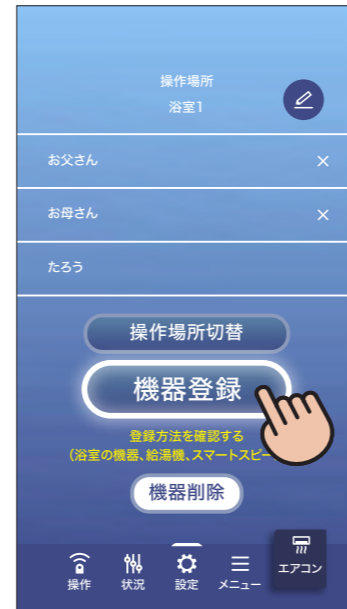 操作場所
浴室1
お父さん ×
お母さん ×
たろう
操作場所切替
機器登録
登録方法を確認する
(浴室の機器、給湯機、スマートスピー
機器削除
操作 状況 設定 メニュー エアコン